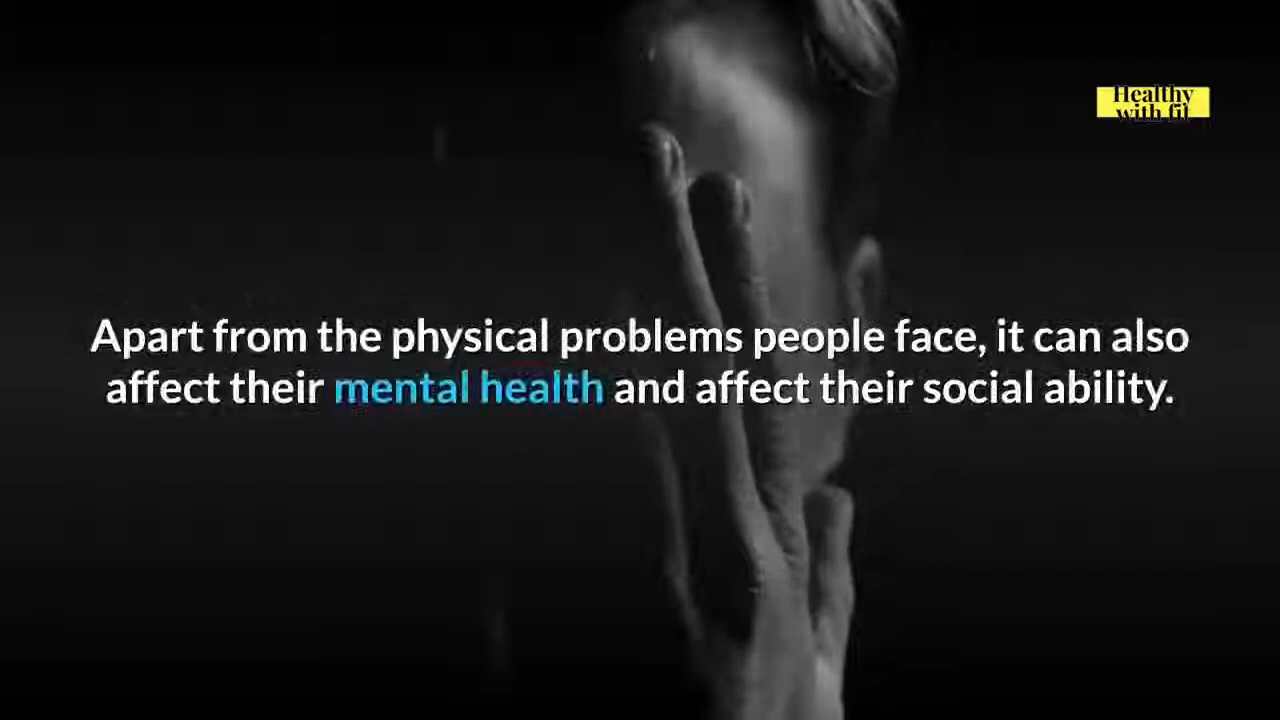 Healthy
with fit
Apart from the physical problems people face, it can also
affect their mental health and affect their social ability.